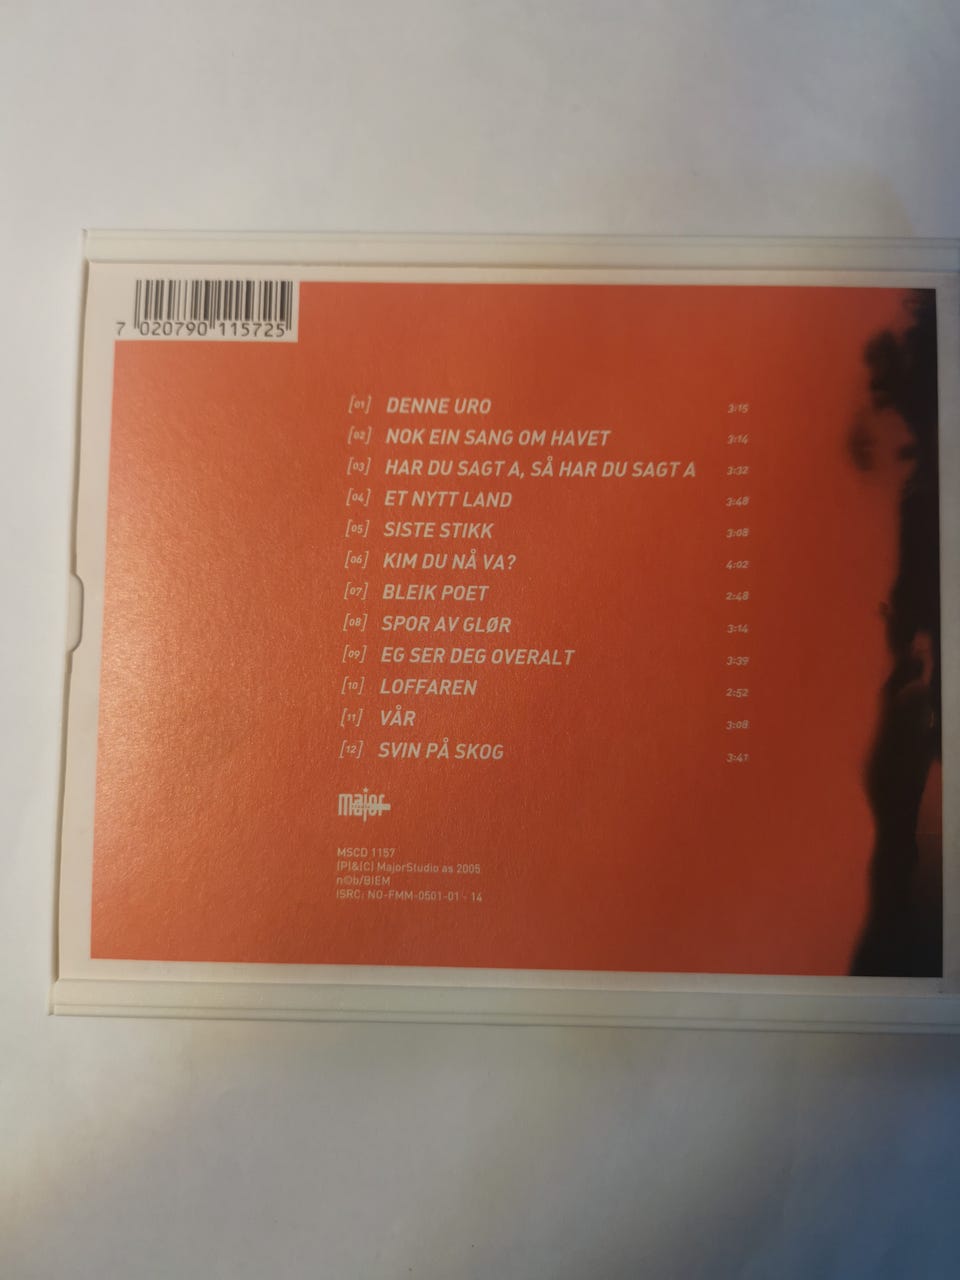 7 020790 115725
[01] DENNE URO 3:15
[02] NOK EIN SANG OM HAVET 3:14
[03] HAR DU SAGT A, SÅ HAR DU SAGT A 3:32
[04] ET NYTT LAND 3:48
[05] SISTE STIKK 3:08
[06] KIM DU NÅ VA? 4:02
[07] BLEIK POET 2:48
[08] SPOR AV GLØR 3:14
[09] EG SER DEG OVERALT 3:39
[10] LOFFAREN 2:52
[11] VÅR 3:08
[12] SVIN PÅ SKOG 3:41
major
MSCD 1157
(P)&(C) MajorStudio as 2005
n©b/BIEM
ISRC: NO-FMM-0501-01 - 14